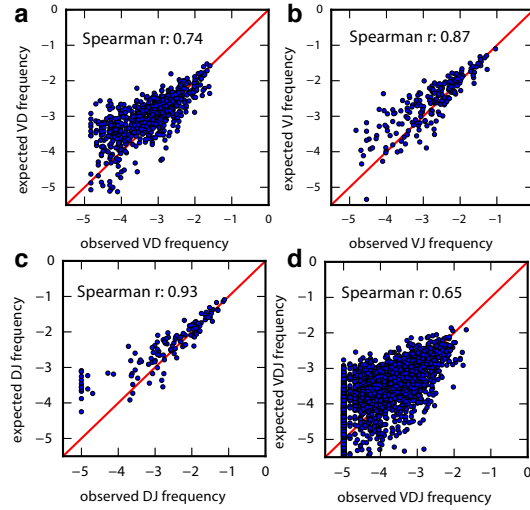 a
Spearman r: 0.74
expected VD frequency
0
−1
−2
−3
−4
−5
−5 −4 −3 −2 −1 0
observed VD frequency
b
Spearman r: 0.87
expected VJ frequency
0
−1
−2
−3
−4
−5
−5 −4 −3 −2 −1 0
observed VJ frequency
c
Spearman r: 0.93
expected DJ frequency
0
−1
−2
−3
−4
−5
−5 −4 −3 −2 −1 0
observed DJ frequency
d
Spearman r: 0.65
expected VDJ frequency
0
−1
−2
−3
−4
−5
−5 −4 −3 −2 −1 0
observed VDJ frequency